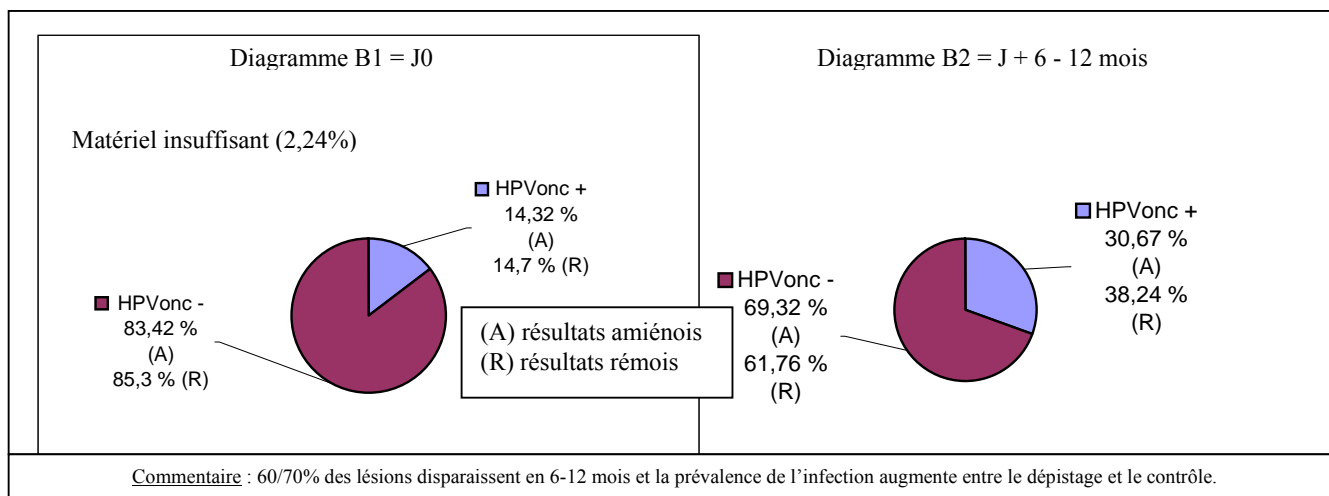 Diagramme B1 = J0
Matériel insuffisant (2,24%)
HPVonc +
14,32 %
(A)
14,7 % (R)
HPVonc -
83,42 %
(A)
85,3 % (R)
(A) résultats amiénois
(R) résultats rémois
Diagramme B2 = J + 6 - 12 mois
HPVonc +
30,67 %
(A)
38,24 %
(R)
HPVonc -
69,32 %
(A)
61,76 %
(R)
Commentaire : 60/70% des lésions disparaissent en 6-12 mois et la prévalence de l'infection augmente entre le dépistage et le contrôle.